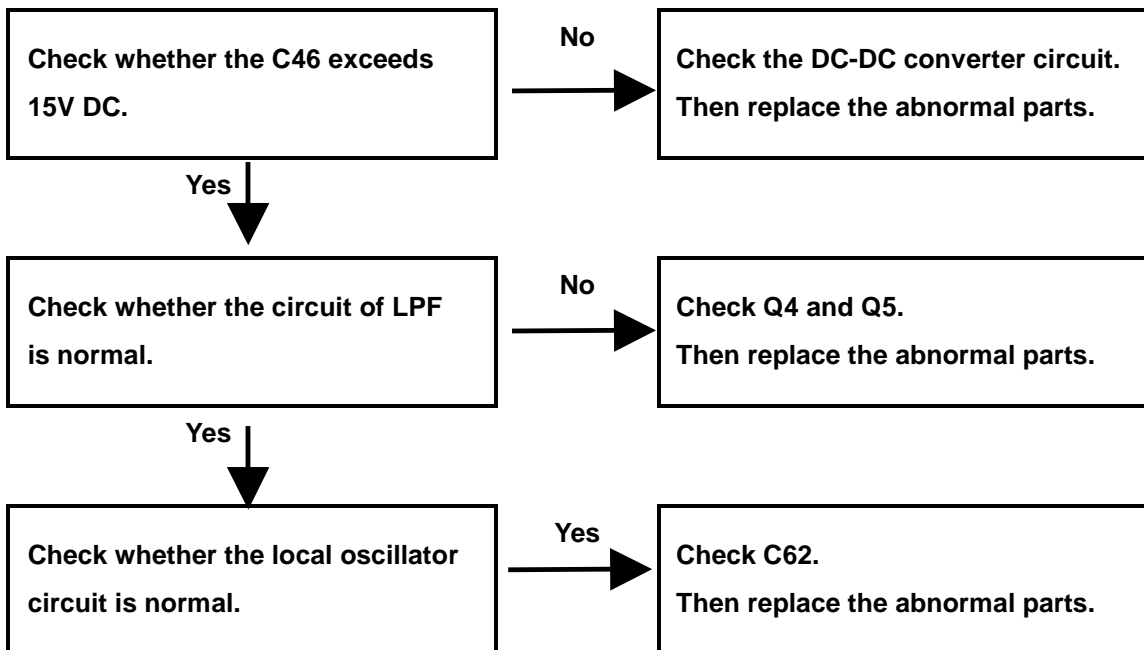 Check whether the C46 exceeds
15V DC.
No
Check the DC-DC converter circuit.
Then replace the abnormal parts.
Yes
Check whether the circuit of LPF
is normal.
No
Check Q4 and Q5.
Then replace the abnormal parts.
Yes
Check whether the local oscillator
circuit is normal.
Yes
Check C62.
Then replace the abnormal parts.